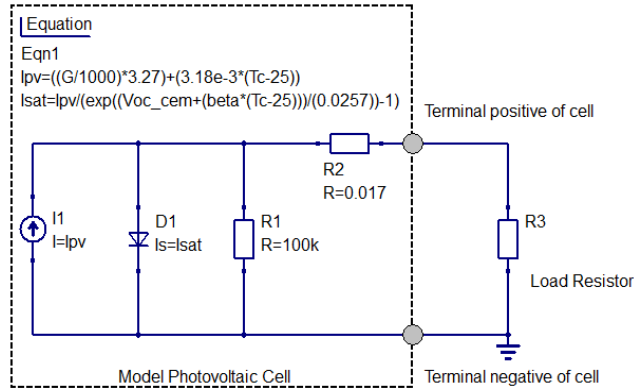 Equation
Eqn1
Ipv=((G/1000)*3.27)+(3.18e-3*(Tc-25))
Isat=Ipv/(exp((Voc_cem+(beta*(Tc-25)))/(0.0257))-1)
Terminal positive of cell
R2
R=0.017
I1
I=Ipv
D1
Is=Isat
R1
R=100k
R3
Load Resistor
Model Photovoltaic Cell
Terminal negative of cell